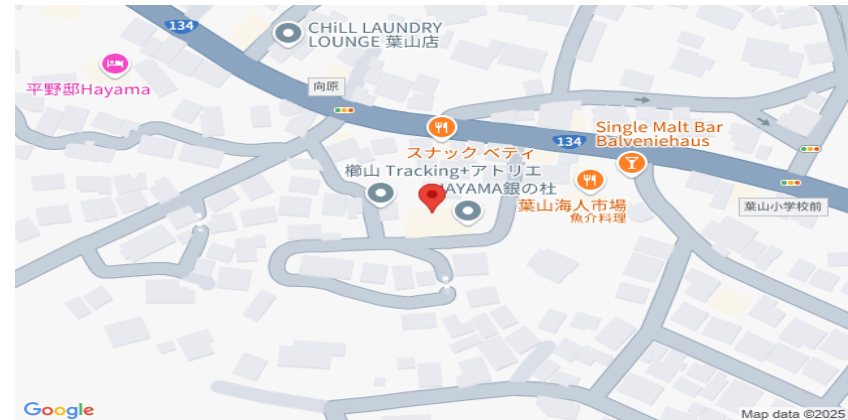 134
CHiLL LAUNDRY
LOUNGE 葉山店
平野邸Hayama
向原
スナック ベティ
134
Single Malt Bar
Balveniehaus
櫛山 Tracking+アトリエ
HAYAMA銀の杜
葉山海人市場
魚介料理
葉山小学校前
Google
Map data ©2025